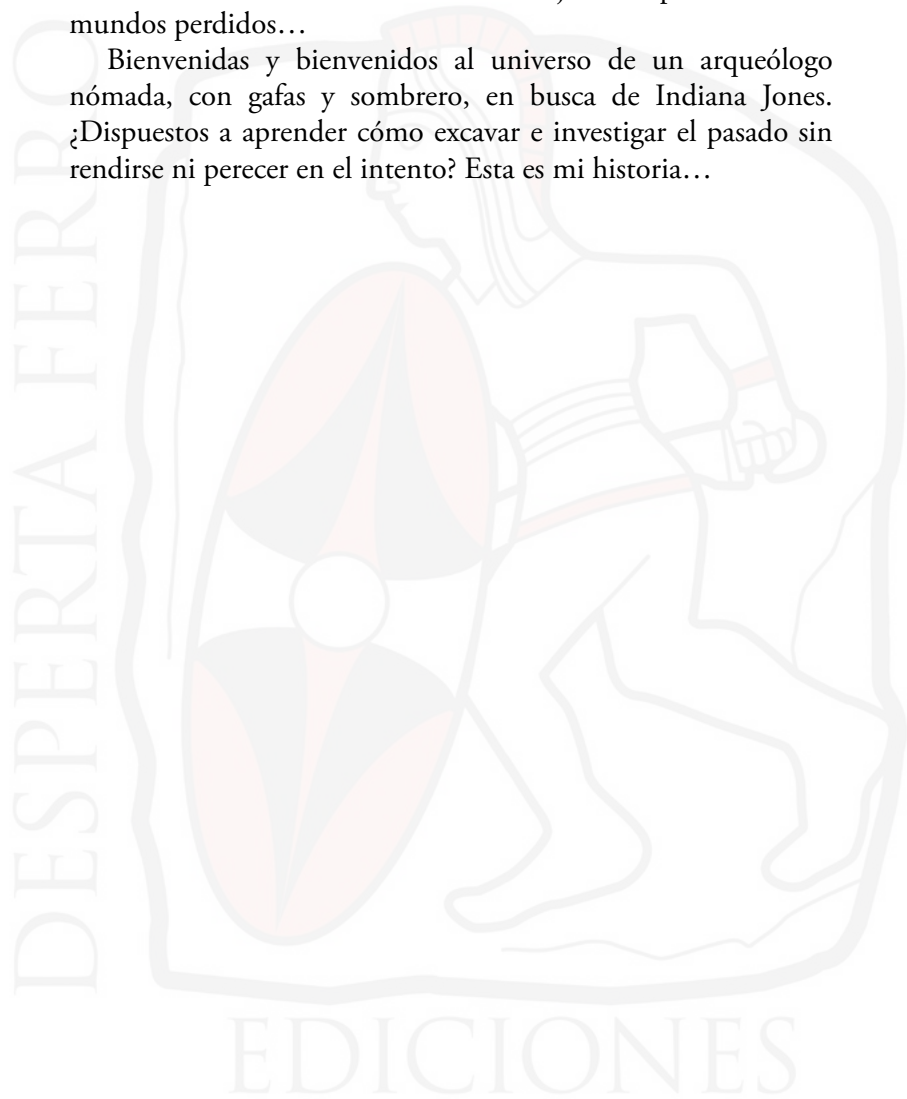 mundos perdidos…
Bienvenidas y bienvenidos al universo de un arqueólogo
nómada, con gafas y sombrero, en busca de Indiana Jones.
¿Dispuestos a aprender cómo excavar e investigar el pasado sin
rendirse ni perecer en el intento? Esta es mi historia…
DESPERTA FERRO
EDICIONES